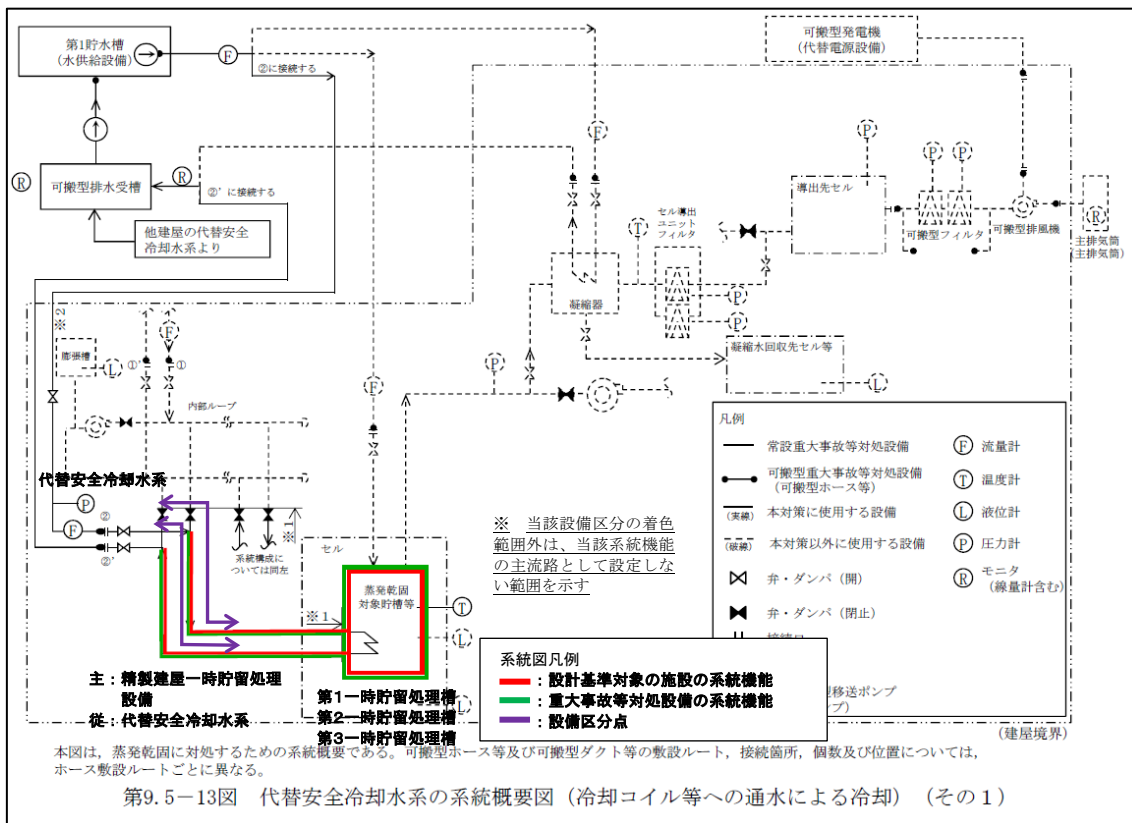 第1貯水槽
(水供給設備)
F
②に接続する
可搬型発電機
(代替電源設備)
F
R
可搬型排水受槽
R
②'に接続する
他建屋の代替安全
冷却水系より
P
P
P
導出先セル
セル導出
ユニット
フィルタ
T
可搬型フィルタ
可搬型排風機
R
主排気筒
(主排気筒)
凝縮器
P
P
※2
膨張槽
L
F
①'
①
F
P
凝縮水回収先セル等
L
内部ループ
代替安全冷却水系
P
F
②
②'
※1
系統構成に
ついては同左
セル
※1
蒸発乾固
対象貯槽等
T
L
L
※ 当該設備区分の着色
範囲外は、当該系統機能
の主流路として設定しな
い範囲を示す
凡例
常設重大事故等対処設備
可搬型重大事故等対処設備
(可搬型ホース等)
(実線)
本対策に使用する設備
(破線)
本対策以外に使用する設備
弁・ダンパ(開)
弁・ダンパ(閉止)
F 流量計
T 温度計
L 液位計
P 圧力計
R モニタ
(線量計含む)
型移送ポンプ
系統図凡例
:設計基準対象の施設の系統機能
:重大事故等対処設備の系統機能
:設備区分点
主:精製建屋一時貯留処理
設備
従:代替安全冷却水系
第1一時貯留処理槽
第2一時貯留処理槽
第3一時貯留処理槽
(建屋境界)
本図は,蒸発乾固に対処するための系統概要である。可搬型ホース等及び可搬型ダクト等の敷設ルート,接続箇所,個数及び位置については,
ホース敷設ルートごとに異なる。
第9.5-13図 代替安全冷却水系の系統概要図(冷却コイル等への通水による冷却)(その1)